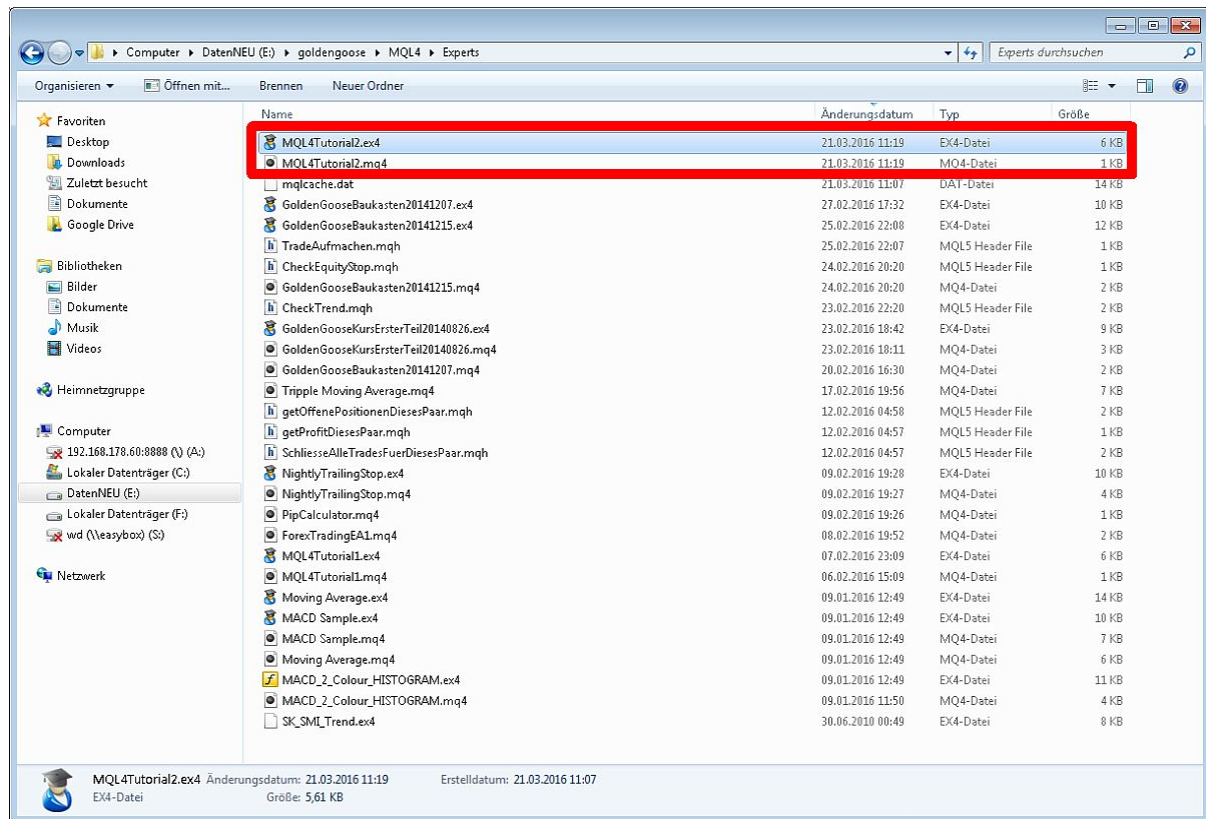 Computer ▸ DatenNEU (E:) ▸ goldengoose ▸ MQL4 ▸ Experts
Experts durchsuchen
Organisieren Öffnen mit... Brennen Neuer Ordner
Favoriten
Desktop
Downloads
Zuletzt besucht
Dokumente
Google Drive
Bibliotheken
Bilder
Dokumente
Musik
Videos
Heimnetzgruppe
Computer
192.168.178.60:8888 (\) (A:)
Lokaler Datenträger (C:)
DatenNEU (E:)
Lokaler Datenträger (F:)
wd (\\easybox) (S:)
Netzwerk
Name Änderungsdatum Typ Größe
MQL4Tutorial2.ex4 21.03.2016 11:19 EX4-Datei 6 KB
MQL4Tutorial2.mq4 21.03.2016 11:19 MQ4-Datei 1 KB
mqlcache.dat 21.03.2016 11:07 DAT-Datei 14 KB
GoldenGooseBaukasten20141207.ex4 27.02.2016 17:32 EX4-Datei 10 KB
GoldenGooseBaukasten20141215.ex4 25.02.2016 22:08 EX4-Datei 12 KB
TradeAufmachen.mqh 25.02.2016 22:07 MQL5 Header File 1 KB
CheckEquityStop.mqh 24.02.2016 20:20 MQL5 Header File 1 KB
GoldenGooseBaukasten20141215.mq4 24.02.2016 20:20 MQ4-Datei 2 KB
CheckTrend.mqh 23.02.2016 22:20 MQL5 Header File 2 KB
GoldenGooseKursErsterTeil20140826.ex4 23.02.2016 18:42 EX4-Datei 9 KB
GoldenGooseKursErsterTeil20140826.mq4 23.02.2016 18:11 MQ4-Datei 3 KB
GoldenGooseBaukasten20141207.mq4 20.02.2016 16:30 MQ4-Datei 2 KB
Tripple Moving Average.mq4 17.02.2016 19:56 MQ4-Datei 7 KB
getOffenePositionenDiesesPaar.mqh 12.02.2016 04:58 MQL5 Header File 2 KB
getProfitDiesesPaar.mqh 12.02.2016 04:57 MQL5 Header File 1 KB
SchliesseAlleTradesFuerDiesesPaar.mqh 12.02.2016 04:57 MQL5 Header File 2 KB
NightlyTrailingStop.ex4 09.02.2016 19:28 EX4-Datei 10 KB
NightlyTrailingStop.mq4 09.02.2016 19:27 MQ4-Datei 4 KB
PipCalculator.mq4 09.02.2016 19:26 MQ4-Datei 1 KB
ForexTradingEA1.mq4 08.02.2016 19:52 MQ4-Datei 2 KB
MQL4Tutorial1.ex4 07.02.2016 23:09 EX4-Datei 6 KB
MQL4Tutorial1.mq4 06.02.2016 15:09 MQ4-Datei 1 KB
Moving Average.ex4 09.01.2016 12:49 EX4-Datei 14 KB
MACD Sample.ex4 09.01.2016 12:49 EX4-Datei 10 KB
MACD Sample.mq4 09.01.2016 12:49 MQ4-Datei 7 KB
Moving Average.mq4 09.01.2016 12:49 MQ4-Datei 6 KB
MACD_2_Colour_HISTOGRAM.ex4 09.01.2016 12:49 EX4-Datei 11 KB
MACD_2_Colour_HISTOGRAM.mq4 09.01.2016 11:50 MQ4-Datei 4 KB
SK_SMI_Trend.ex4 30.06.2010 00:49 EX4-Datei 8 KB
MQL4Tutorial2.ex4 Änderungsdatum: 21.03.2016 11:19 Erstelldatum: 21.03.2016 11:07
EX4-Datei Größe: 5,61 KB